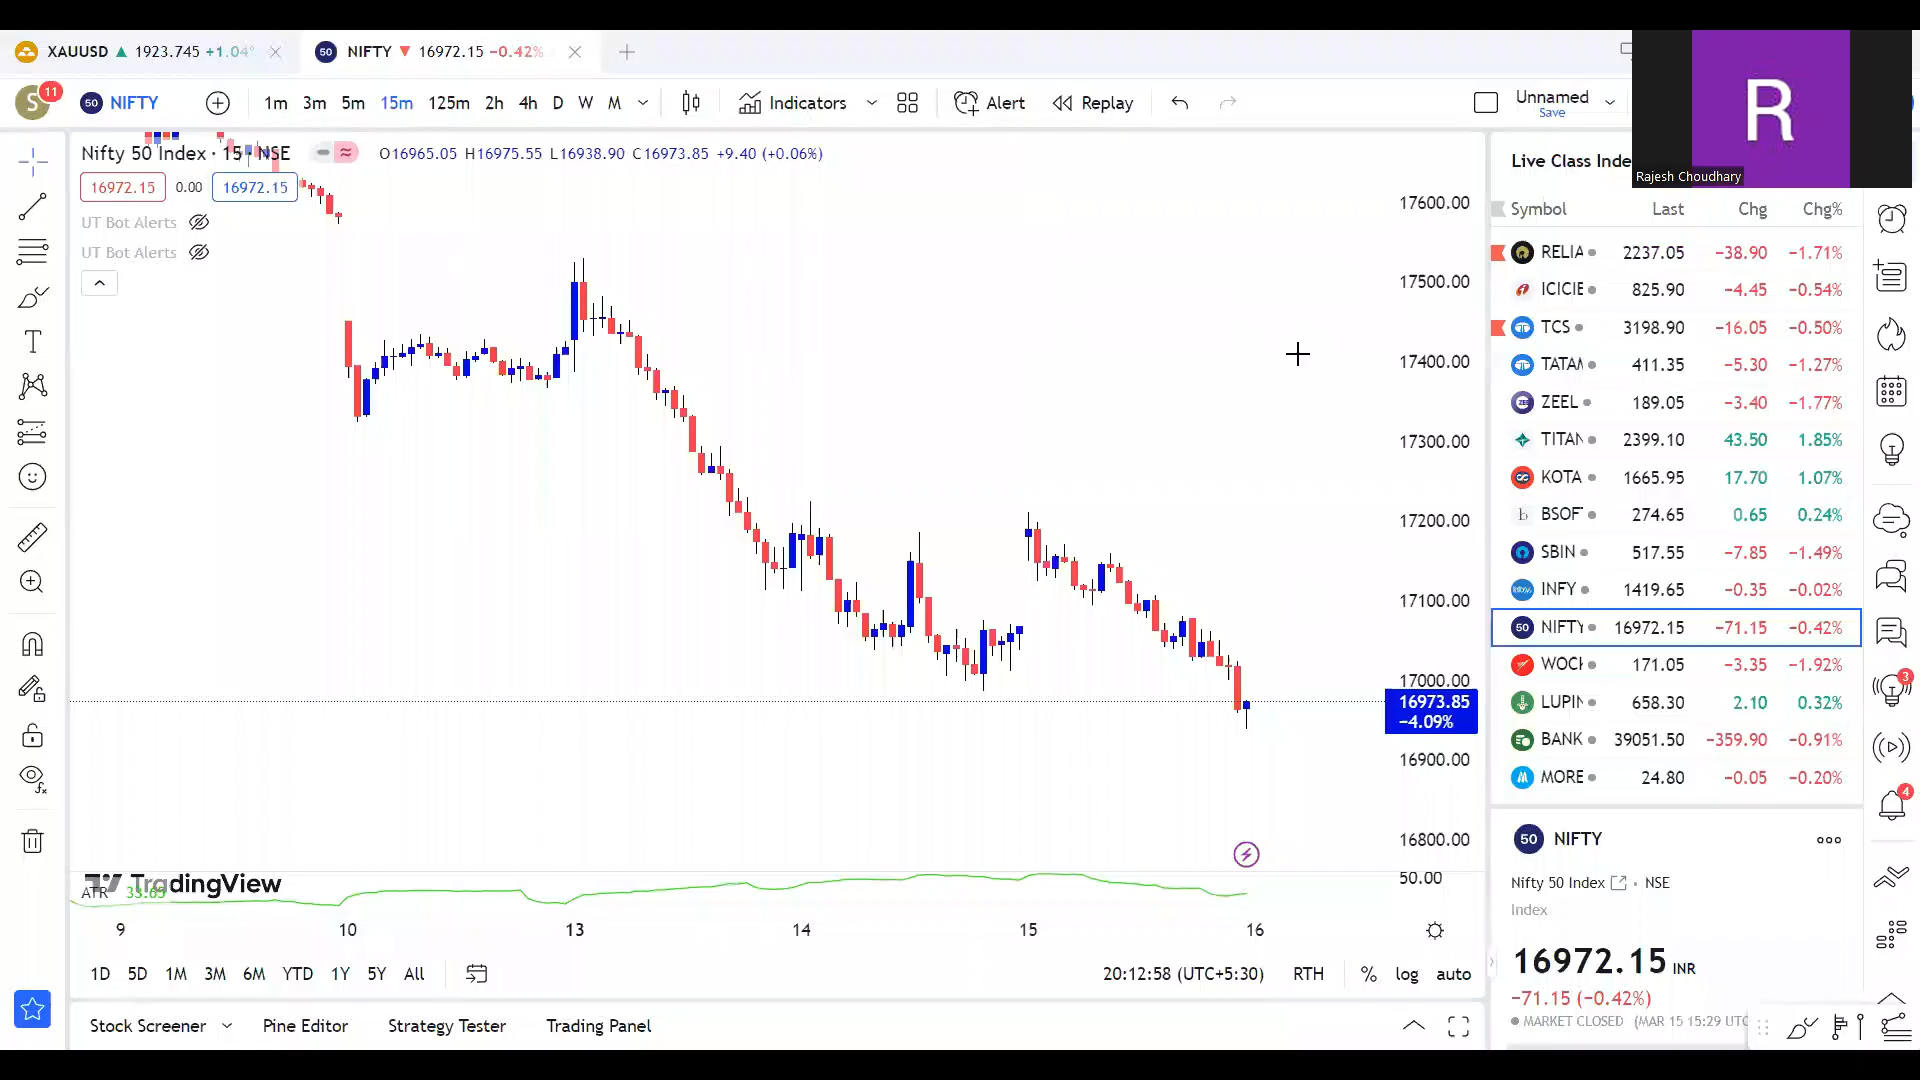 XAUUSD 1923.745 +1.04%
50 NIFTY 16972.15 −0.42%
S 11 50 NIFTY 1m 3m 5m 15m 125m 2h 4h D W M Indicators Alert Replay Unnamed
Save
R
Rajesh Choudhary
Nifty 50 Index · 15 · NSE O16965.05 H16975.55 L16938.90 C16973.85 +9.40 (+0.06%)
16972.15 0.00 16972.15
UT Bot Alerts
UT Bot Alerts
17600.00
17500.00
17400.00
17300.00
17200.00
17100.00
17000.00
16973.85
−4.09%
16900.00
16800.00
50.00
TradingView
ATR 33.65
9 10 13 14 15 16
1D 5D 1M 3M 6M YTD 1Y 5Y All 20:12:58 (UTC+5:30) RTH % log auto
Stock Screener Pine Editor Strategy Tester Trading Panel
Live Class Inde
Symbol Last Chg Chg%
RELIA 2237.05 −38.90 −1.71%
ICICIE 825.90 −4.45 −0.54%
TCS 3198.90 −16.05 −0.50%
TATAM 411.35 −5.30 −1.27%
ZEEL 189.05 −3.40 −1.77%
TITAN 2399.10 43.50 1.85%
KOTA 1665.95 17.70 1.07%
b BSOFT 274.65 0.65 0.24%
SBIN 517.55 −7.85 −1.49%
INFY 1419.65 −0.35 −0.02%
50 NIFTY 16972.15 −71.15 −0.42%
WOCK 171.05 −3.35 −1.92%
LUPIN 658.30 2.10 0.32%
BANK 39051.50 −359.90 −0.91%
MORE 24.80 −0.05 −0.20%
50 NIFTY
Nifty 50 Index · NSE
Index
16972.15 INR
−71.15 (−0.42%)
MARKET CLOSED (MAR 15 15:29 UTC
3
4